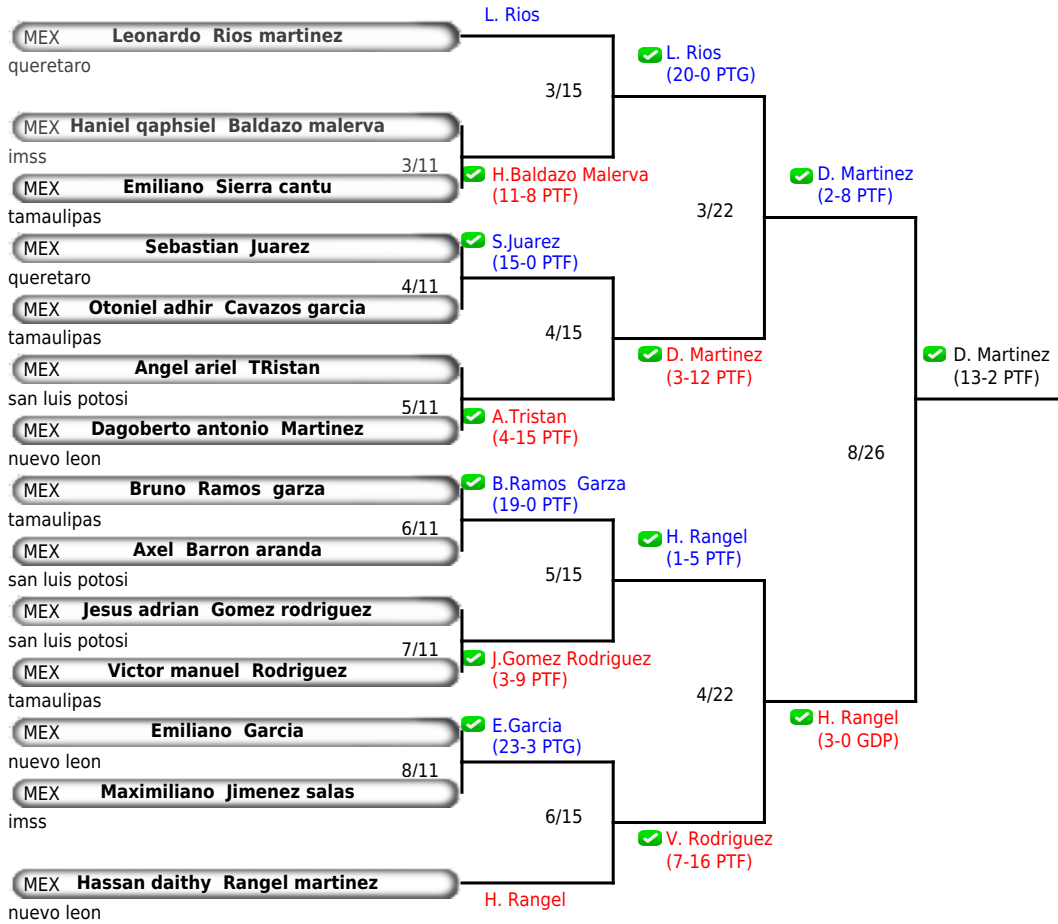 L. Rios
MEX Leonardo Rios martinez
queretaro
L. Rios
(20-0 PTG)
3/15
MEX Haniel qaphsiel Baldazo malerva
imss
3/11
H.Baldazo Malerva
(11-8 PTF)
MEX Emiliano Sierra cantu
tamaulipas
D. Martinez
(2-8 PTF)
3/22
MEX Sebastian Juarez
queretaro
S.Juarez
(15-0 PTF)
4/11
MEX Otoniel adhir Cavazos garcia
tamaulipas
4/15
D. Martinez
(3-12 PTF)
D. Martinez
(13-2 PTF)
MEX Angel ariel TRistan
san luis potosi
5/11
A.Tristan
(4-15 PTF)
MEX Dagoberto antonio Martinez
nuevo leon
8/26
MEX Bruno Ramos garza
tamaulipas
B.Ramos Garza
(19-0 PTF)
6/11
MEX Axel Barron aranda
san luis potosi
H. Rangel
(1-5 PTF)
5/15
MEX Jesus adrian Gomez rodriguez
san luis potosi
7/11
J.Gomez Rodriguez
(3-9 PTF)
MEX Victor manuel Rodriguez
tamaulipas
4/22
H. Rangel
(3-0 GDP)
MEX Emiliano Garcia
nuevo leon
E.Garcia
(23-3 PTG)
8/11
MEX Maximiliano Jimenez salas
imss
6/15
V. Rodriguez
(7-16 PTF)
MEX Hassan daithy Rangel martinez
nuevo leon
H. Rangel